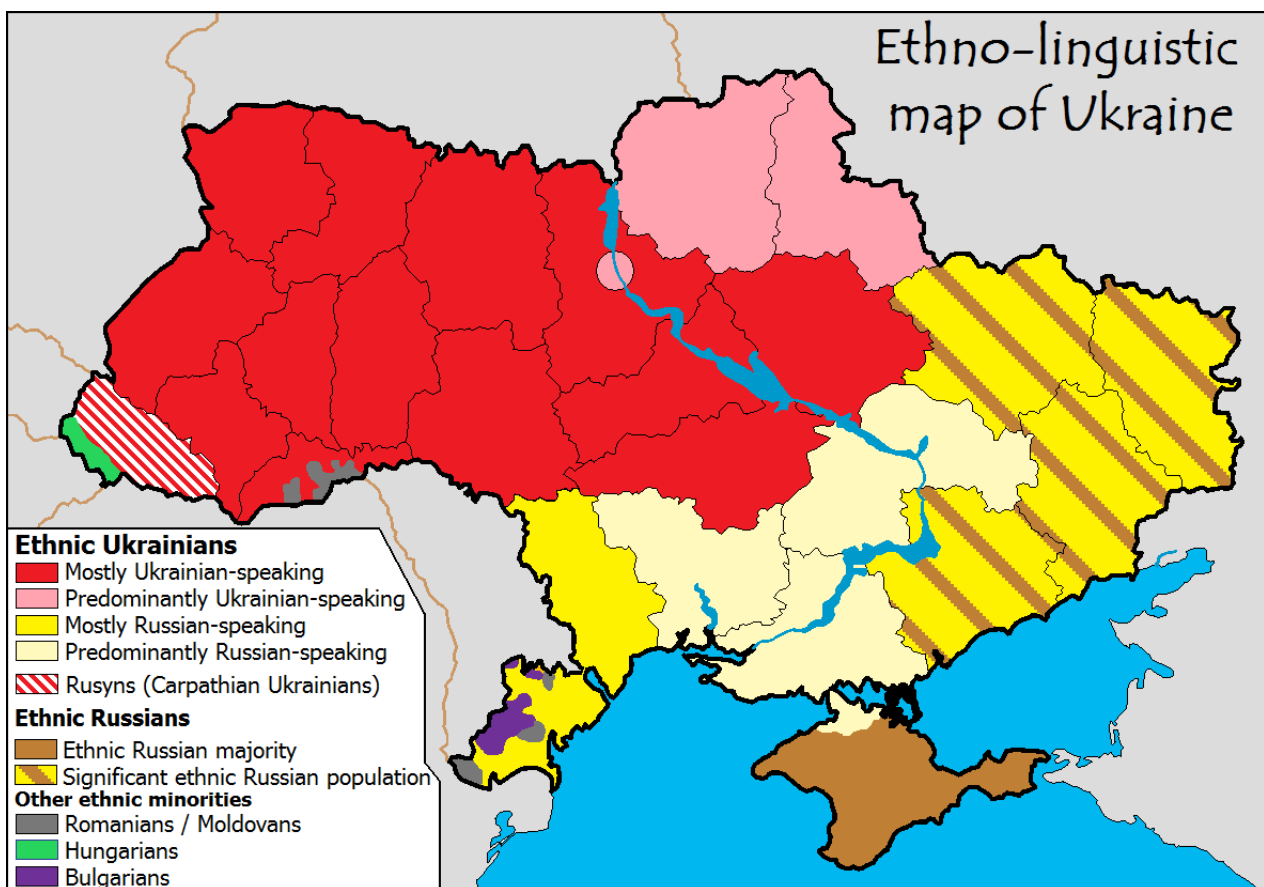 Ethno-linguistic
map of Ukraine
Ethnic Ukrainians
Mostly Ukrainian-speaking
Predominantly Ukrainian-speaking
Mostly Russian-speaking
Predominantly Russian-speaking
Rusyns (Carpathian Ukrainians)
Ethnic Russians
Ethnic Russian majority
Significant ethnic Russian population
Other ethnic minorities
Romanians / Moldovans
Hungarians
Bulgarians